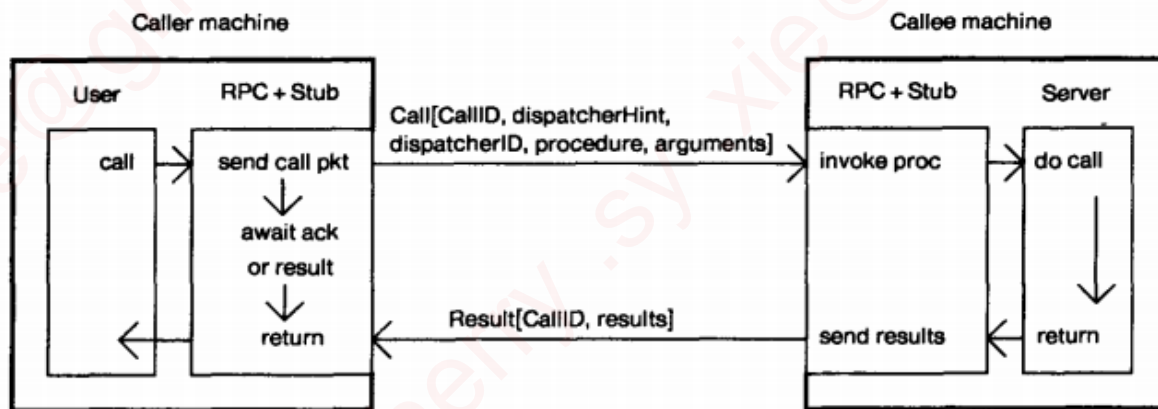 Caller machine
Callee machine
User
RPC + Stub
RPC + Stub
Server
Call[CallID, dispatcherHint,
dispatcherID, procedure, arguments]
call
send call pkt
invoke proc
do call
await ack
or result
Result[CallID, results]
return
send results
return